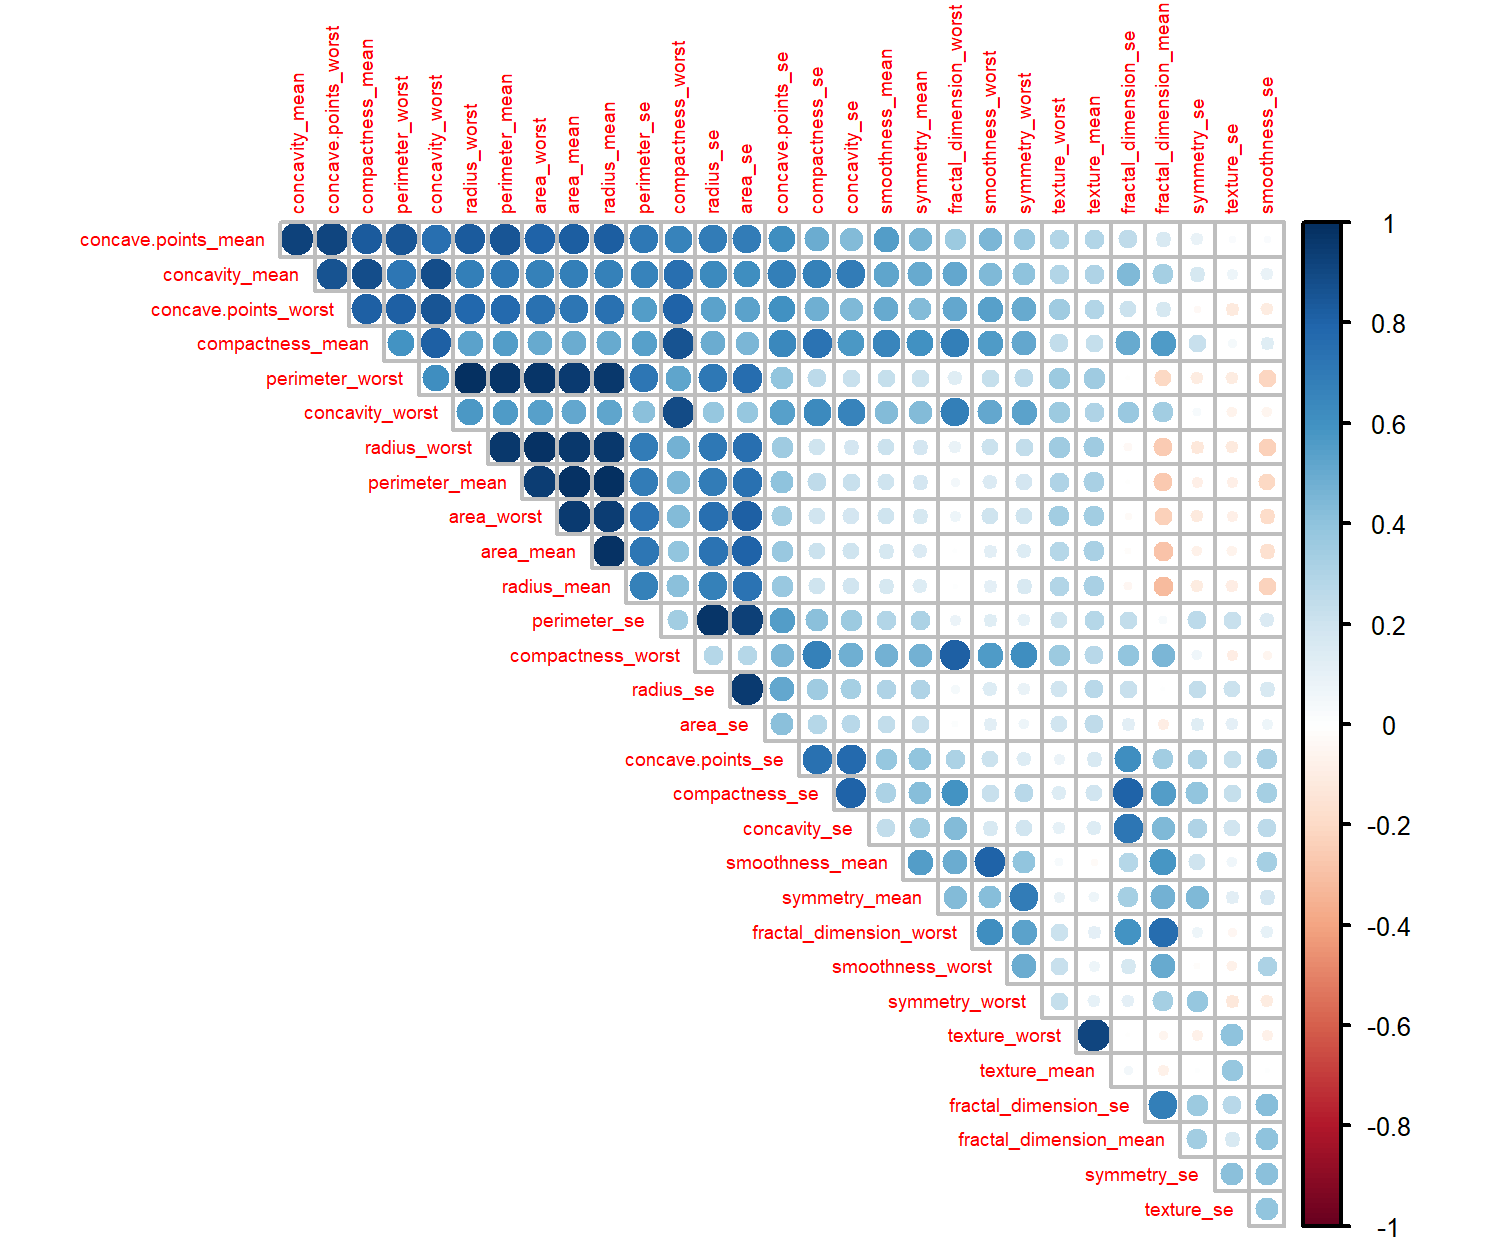 concavity_mean
concave.points_worst
compactness_mean
perimeter_worst
concavity_worst
radius_worst
perimeter_mean
area_worst
area_mean
radius_mean
perimeter_se
compactness_worst
radius_se
area_se
concave.points_se
compactness_se
concavity_se
smoothness_mean
symmetry_mean
fractal_dimension_worst
smoothness_worst
symmetry_worst
texture_worst
texture_mean
fractal_dimension_se
fractal_dimension_mean
symmetry_se
texture_se
smoothness_se
concave.points_mean
concavity_mean
concave.points_worst
compactness_mean
perimeter_worst
concavity_worst
radius_worst
perimeter_mean
area_worst
area_mean
radius_mean
perimeter_se
compactness_worst
radius_se
area_se
concave.points_se
compactness_se
concavity_se
smoothness_mean
symmetry_mean
fractal_dimension_worst
smoothness_worst
symmetry_worst
texture_worst
texture_mean
fractal_dimension_se
fractal_dimension_mean
symmetry_se
texture_se
1
0.8
0.6
0.4
0.2
0
-0.2
-0.4
-0.6
-0.8
-1